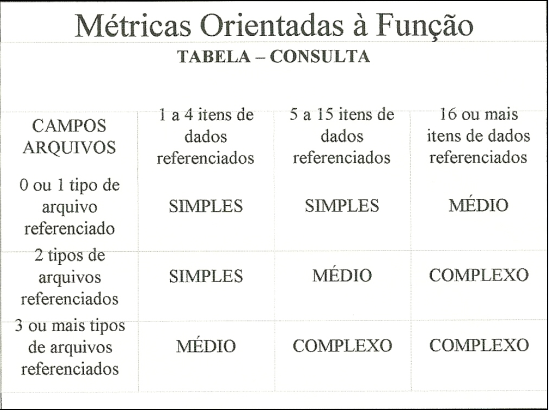 Métricas Orientadas à Função
TABELA – CONSULTA
CAMPOS
ARQUIVOS
1 a 4 itens de
dados
referenciados
5 a 15 itens de
dados
referenciados
16 ou mais
itens de dados
referenciados
0 ou 1 tipo de
arquivo
referenciado
SIMPLES
SIMPLES
MÉDIO
2 tipos de
arquivos
referenciados
SIMPLES
MÉDIO
COMPLEXO
3 ou mais tipos
de arquivos
referenciados
MÉDIO
COMPLEXO
COMPLEXO